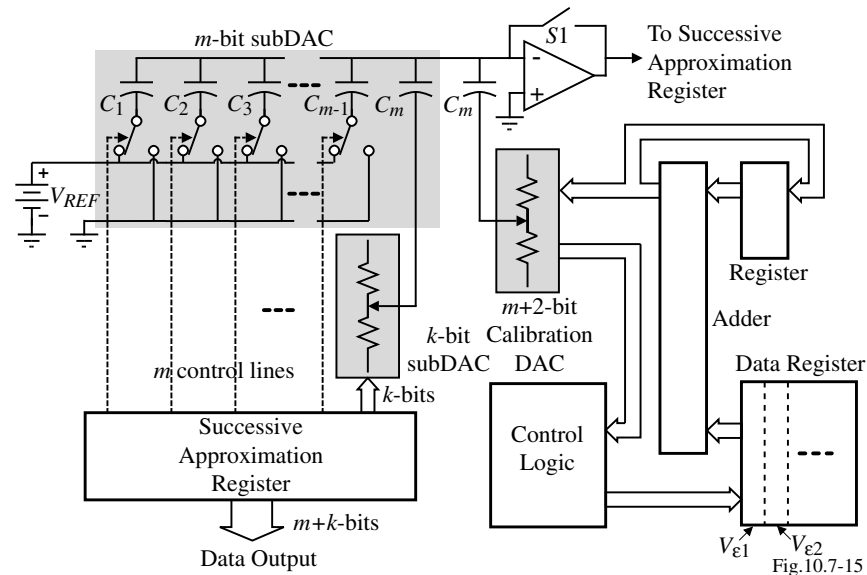 m-bit subDAC
S1
To Successive
Approximation
Register
-
+
C1
C2
C3
Cm-1
Cm
Cm
+
VREF
-
Register
m+2-bit
Calibration
DAC
Adder
k-bit
subDAC
Data Register
m control lines
k-bits
Successive
Approximation
Register
Control
Logic
m+k-bits
Data Output
Vε1
Vε2
Fig.10.7-15